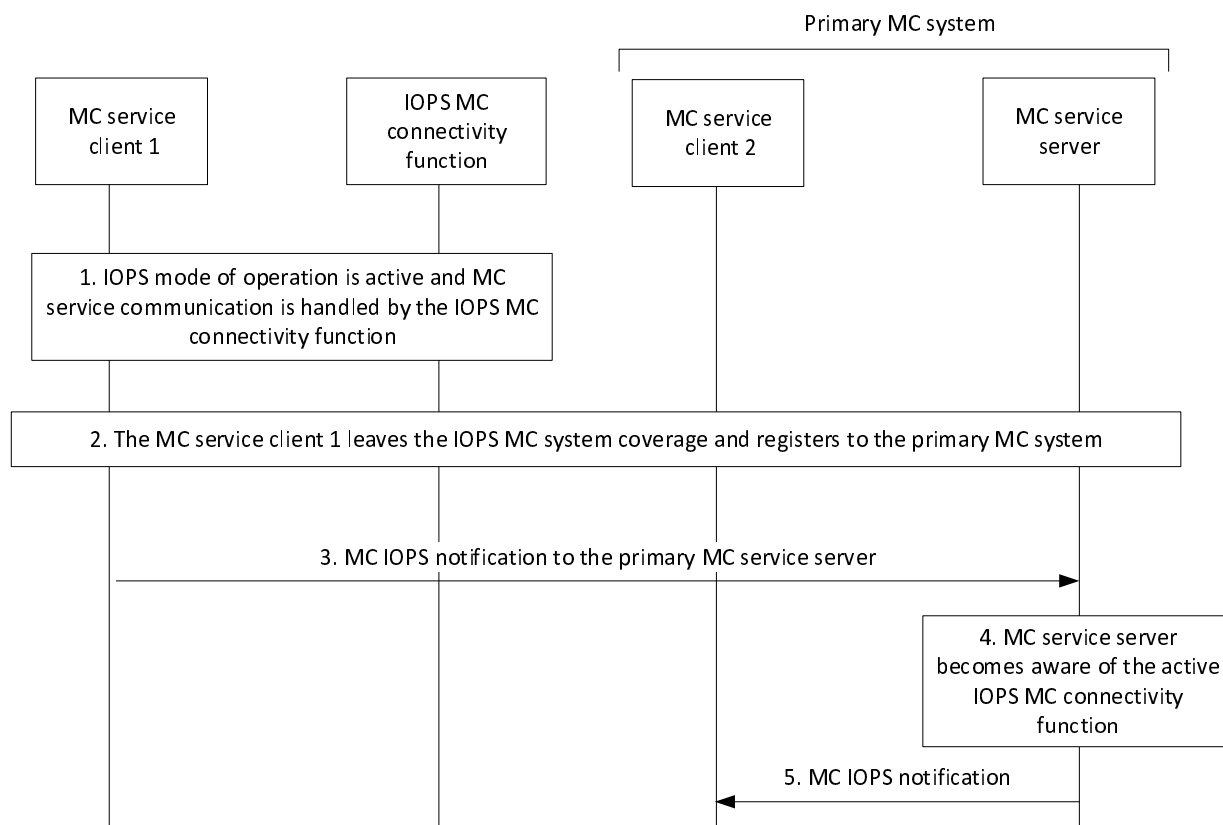 Primary MC system
MC service
client 1
IOPS MC
connectivity
function
MC service
client 2
MC service
server
1. IOPS mode of operation is active and MC
service communication is handled by the IOPS MC
connectivity function
2. The MC service client 1 leaves the IOPS MC system coverage and registers to the primary MC system
3. MC IOPS notification to the primary MC service server
4. MC service server
becomes aware of the active
IOPS MC connectivity
function
5. MC IOPS notification